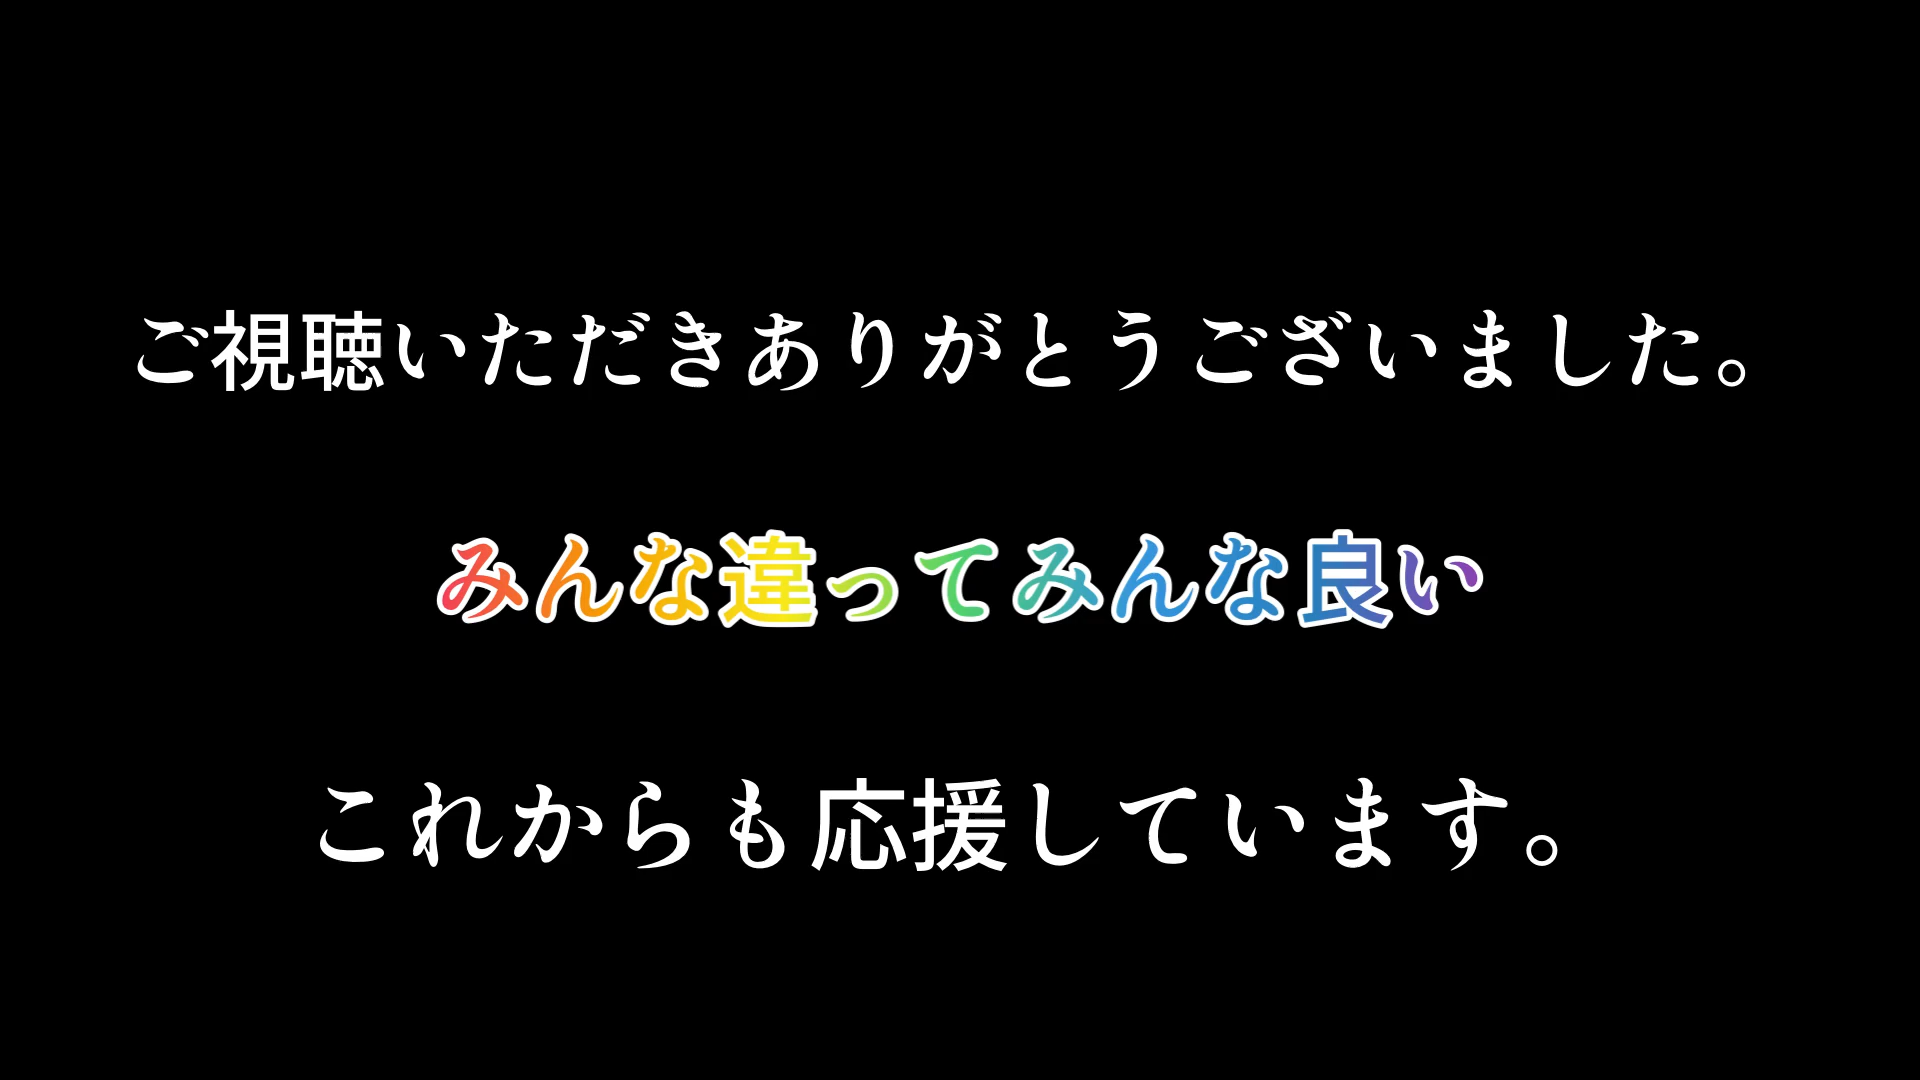 ご視聴いただきありがとうございました。
みんな違ってみんな良い
これからも応援しています。